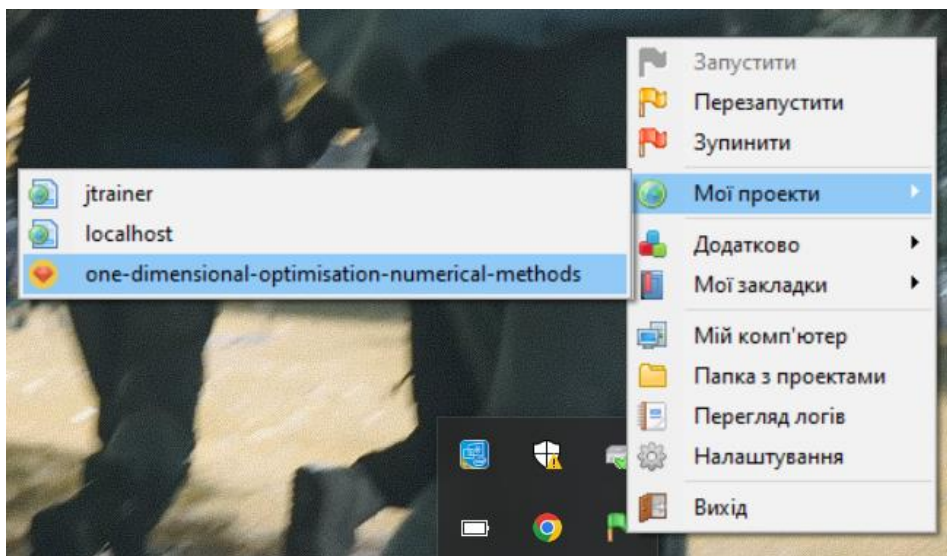 Запустити
Перезапустити
Зупинити
Мої проекти
jtrainer
localhost
one-dimensional-optimisation-numerical-methods
Додатково
Мої закладки
Мій комп'ютер
Папка з проектами
Перегляд логів
Налаштування
Вихід